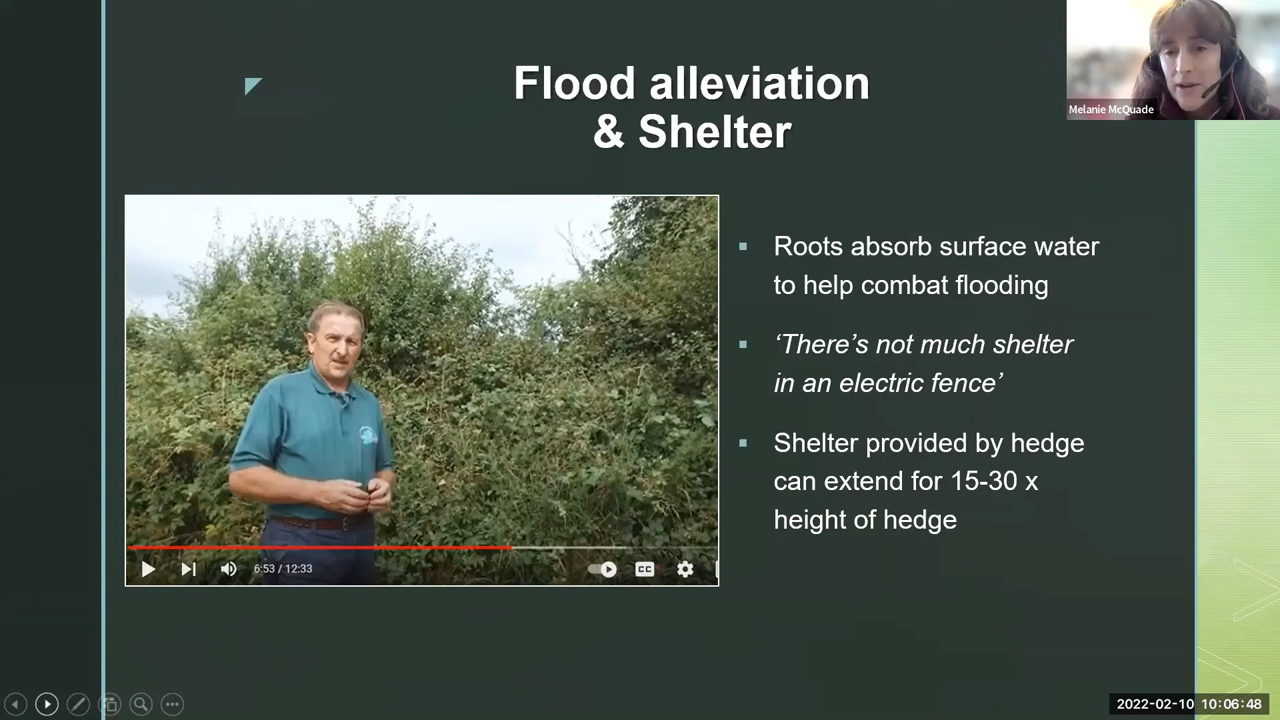 Flood alleviation
& Shelter
Melanie McQuade
Roots absorb surface water
to help combat flooding
‘There’s not much shelter
in an electric fence’
Shelter provided by hedge
can extend for 15-30 x
height of hedge
6:53 / 12:33
CC
2022-02-10 10:06:48